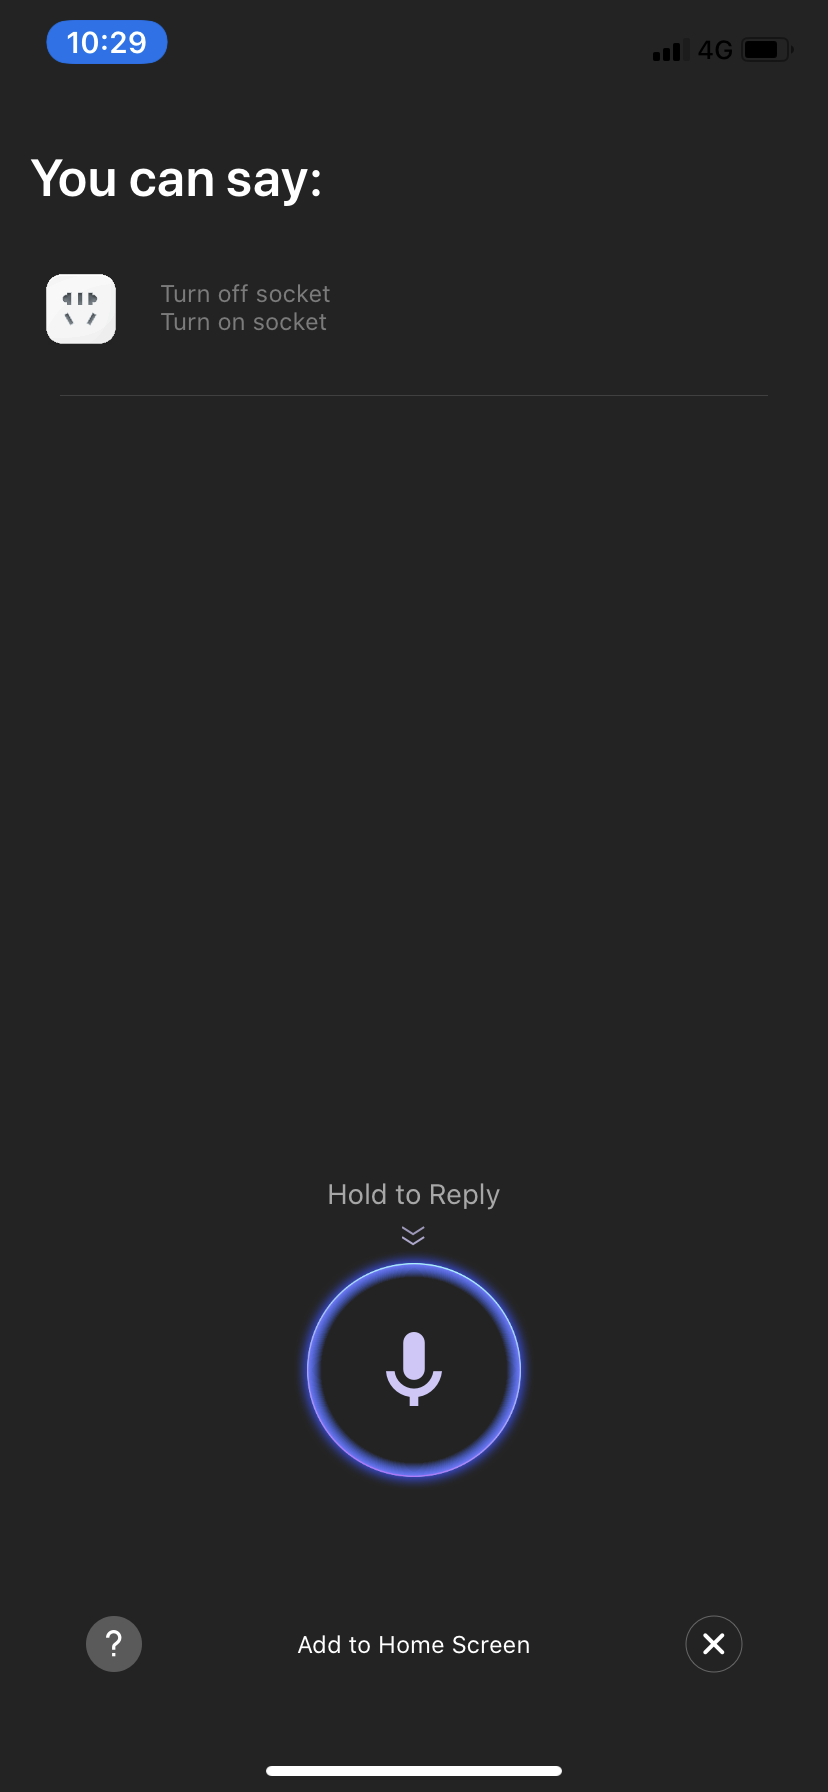 10:29
4G
You can say:
Turn off socket
Turn on socket
Hold to Reply
?
Add to Home Screen